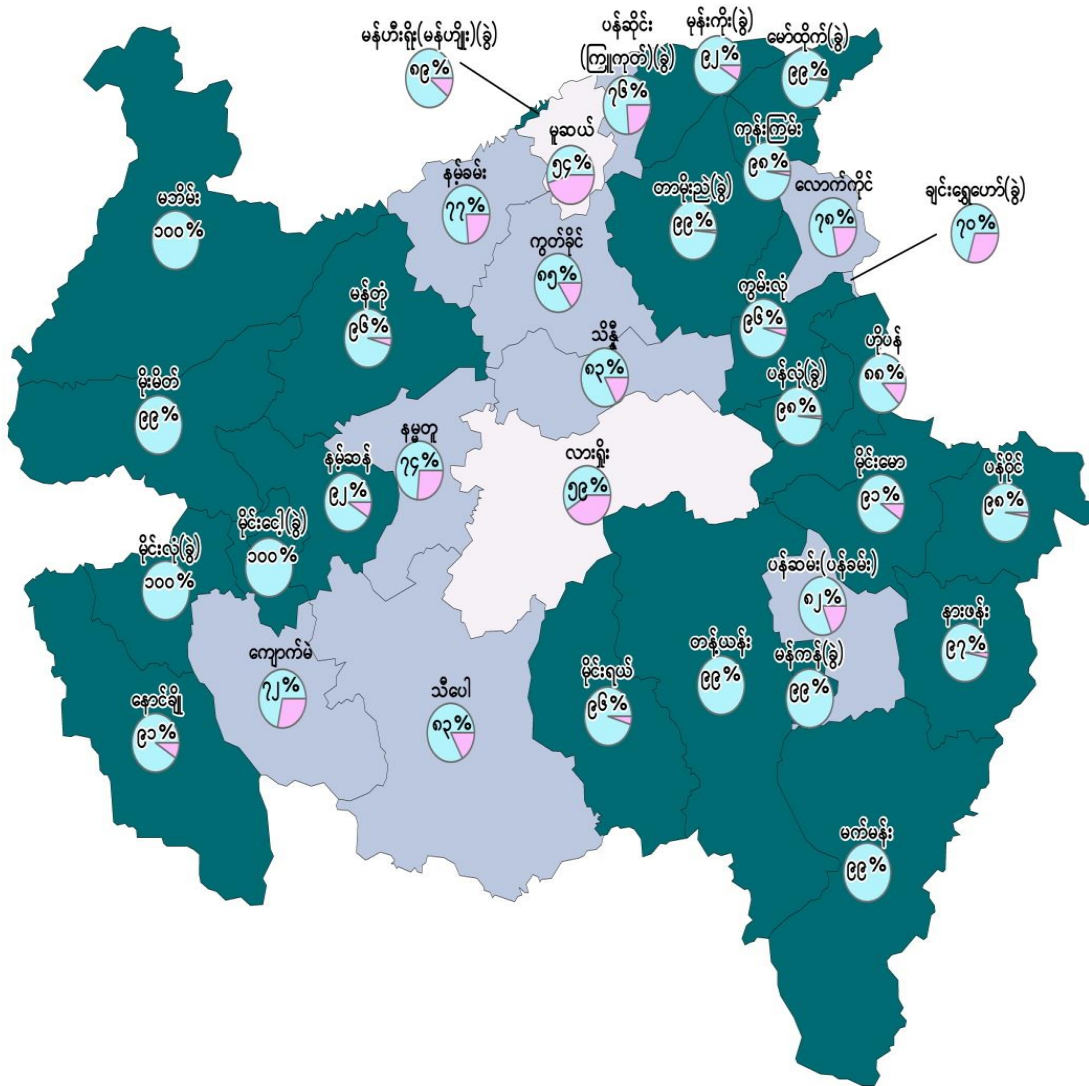 မန်ဟီးရိုး(မန်ဟျိုး)(ခွဲ)
၈၉%
ပန်ဆိုင်း
(ကြူကုတ်)(ခွဲ)
၇၆%
မုန်းကိုး(ခွဲ)
၉၂%
မော်ထိုက်(ခွဲ)
၉၉%
မူဆယ်
၅၄%
ကုန်းကြမ်း
၉၈%
နမ့်ခမ်း
၇၇%
မဘိမ်း
၁၀၀%
တာမိုးညဲ(ခွဲ)
၉၉%
လောက်ကိုင်
၇၈%
ချင်းရွှေဟော်(ခွဲ)
၇၀%
ကွတ်ခိုင်
၈၅%
မန်တုံ
၉၆%
ကွမ်းလုံ
၉၆%
သိန္နီ
၈၃%
ဟိုပန်
၈၈%
ပန်လုံ(ခွဲ)
၉၈%
မိုးမိတ်
၉၉%
နမ္မတူ
၇၄%
နမ့်ဆန်
၉၂%
လားရှိုး
၅၉%
မိုင်းမော
၉၁%
ပန်ဝိုင်
၉၈%
မိုင်းငေါ့(ခွဲ)
၁၀၀%
မိုင်းလုံ(ခွဲ)
၁၀၀%
ပန်ဆမ်း(ပန်ခမ်း)
၈၂%
နားဖန်း
၉၇%
ကျောက်မဲ
၇၂%
သီပေါ
၈၃%
မိုင်းရယ်
၉၆%
တန့်ယန်း
၉၉%
မန်ကန်(ခွဲ)
၉၉%
နောင်ချို
၉၁%
မက်မန်း
၉၉%